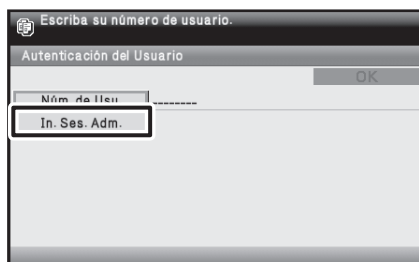 Escriba su número de usuario.
Autenticación del Usuario
OK
Núm. de Usu --------
In. Ses. Adm.